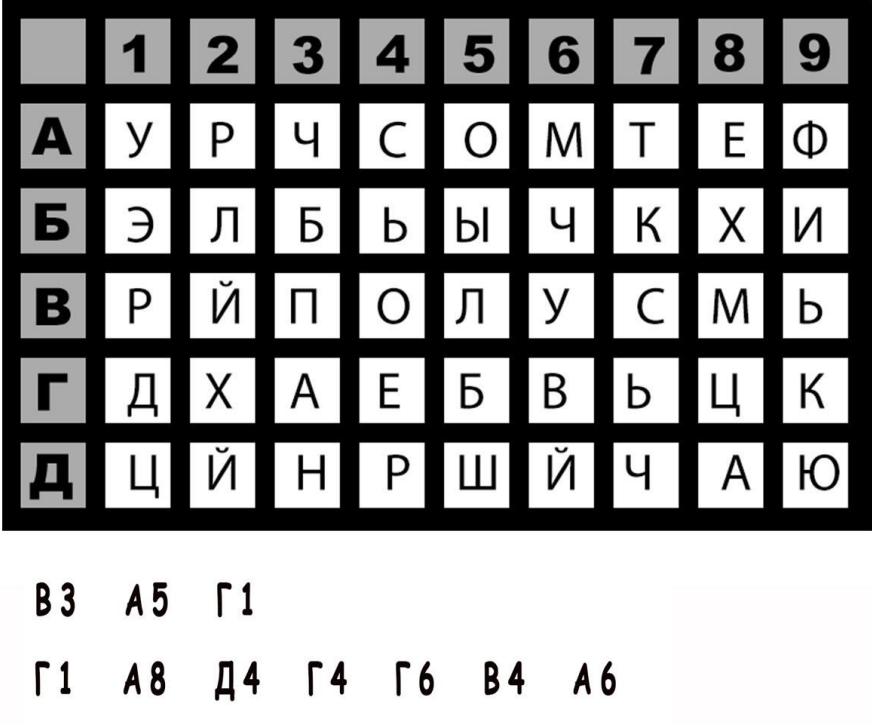 1 2 3 4 5 6 7 8 9
А У Р Ч С О М Т Е Ф
Б Э Л Б Ь Ы Ч К Х И
В Р Й П О Л У С М Ь
Г Д Х А Е Б В Ь Ц К
Д Ц Й Н Р Ш Й Ч А Ю
В3 А5 Г1
Г1 А8 Д4 Г4 Г6 В4 А6